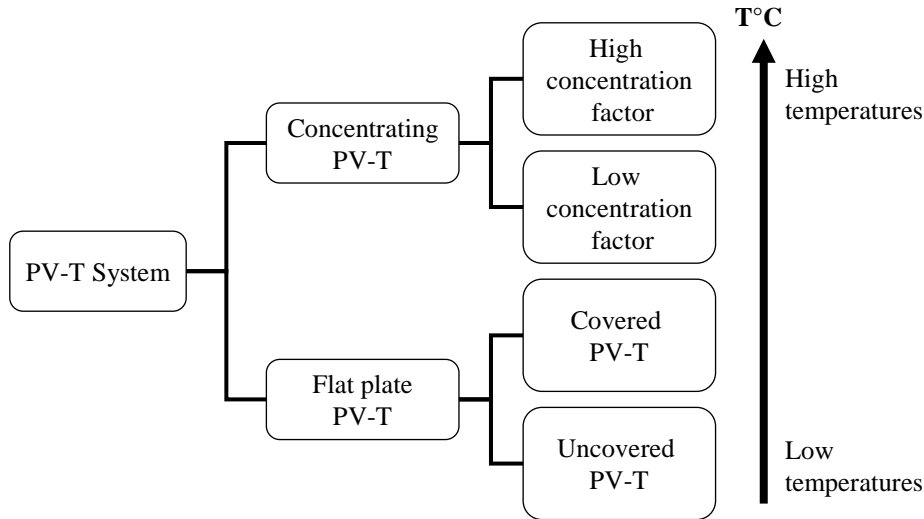 T°C
High
concentration
factor
High
temperatures
Concentrating
PV-T
Low
concentration
factor
PV-T System
Covered
PV-T
Flat plate
PV-T
Uncovered
PV-T
Low
temperatures